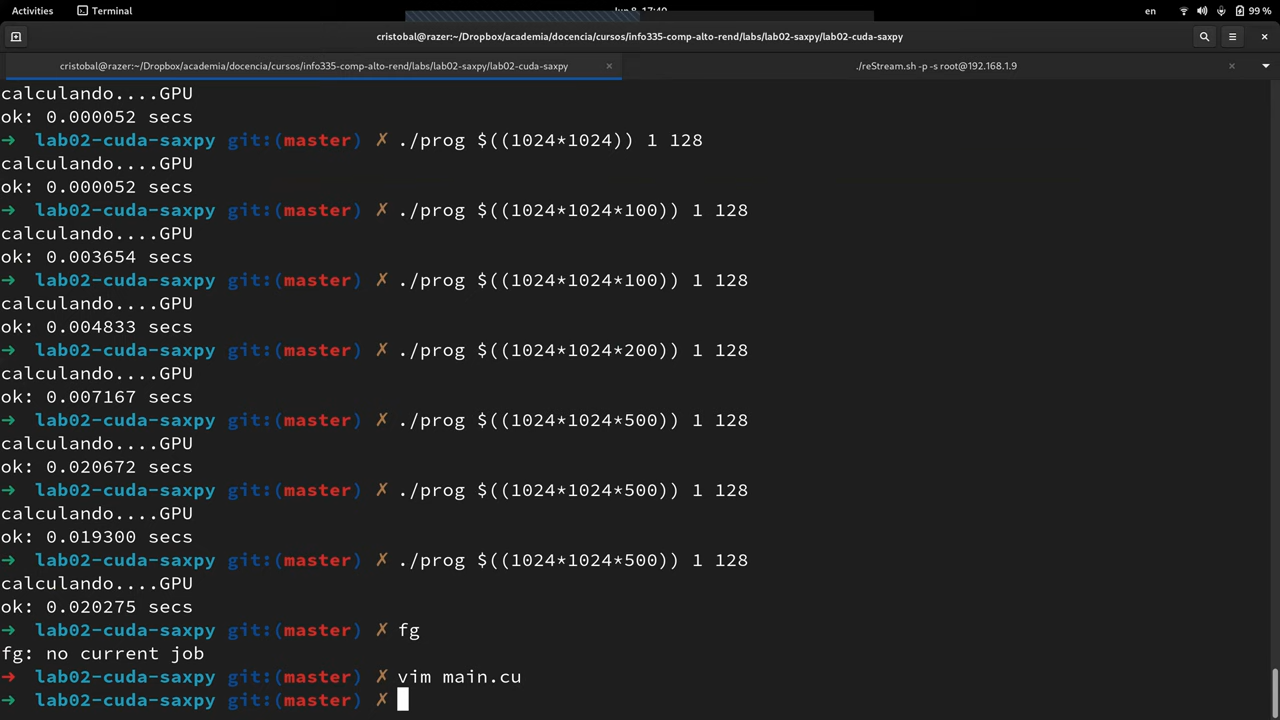 Activities
Terminal
Jun 8, 17:40
en
99 %
cristobal@razer:~/Dropbox/academia/docencia/cursos/info335-comp-alto-rend/labs/lab02-saxpy/lab02-cuda-saxpy
cristobal@razer:~/Dropbox/academia/docencia/cursos/info335-comp-alto-rend/labs/lab02-saxpy/lab02-cuda-saxpy ×
./reStream.sh -p -s root@192.168.1.9 ×
calculando....GPU
ok: 0.000052 secs
→ lab02-cuda-saxpy git:(master) ✗ ./prog $((1024*1024)) 1 128
calculando....GPU
ok: 0.000052 secs
→ lab02-cuda-saxpy git:(master) ✗ ./prog $((1024*1024*100)) 1 128
calculando....GPU
ok: 0.003654 secs
→ lab02-cuda-saxpy git:(master) ✗ ./prog $((1024*1024*100)) 1 128
calculando....GPU
ok: 0.004833 secs
→ lab02-cuda-saxpy git:(master) ✗ ./prog $((1024*1024*200)) 1 128
calculando....GPU
ok: 0.007167 secs
→ lab02-cuda-saxpy git:(master) ✗ ./prog $((1024*1024*500)) 1 128
calculando....GPU
ok: 0.020672 secs
→ lab02-cuda-saxpy git:(master) ✗ ./prog $((1024*1024*500)) 1 128
calculando....GPU
ok: 0.019300 secs
→ lab02-cuda-saxpy git:(master) ✗ ./prog $((1024*1024*500)) 1 128
calculando....GPU
ok: 0.020275 secs
→ lab02-cuda-saxpy git:(master) ✗ fg
fg: no current job
→ lab02-cuda-saxpy git:(master) ✗ vim main.cu
→ lab02-cuda-saxpy git:(master) ✗